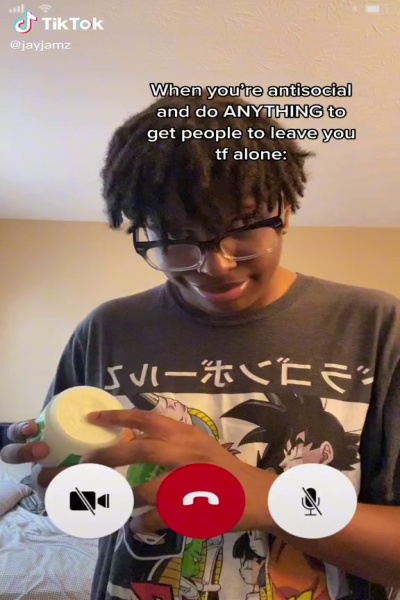 TikTok
@jayjamz
When you're antisocial
and do ANYTHING to
get people to leave you
tf alone:
ドラゴンボールZ